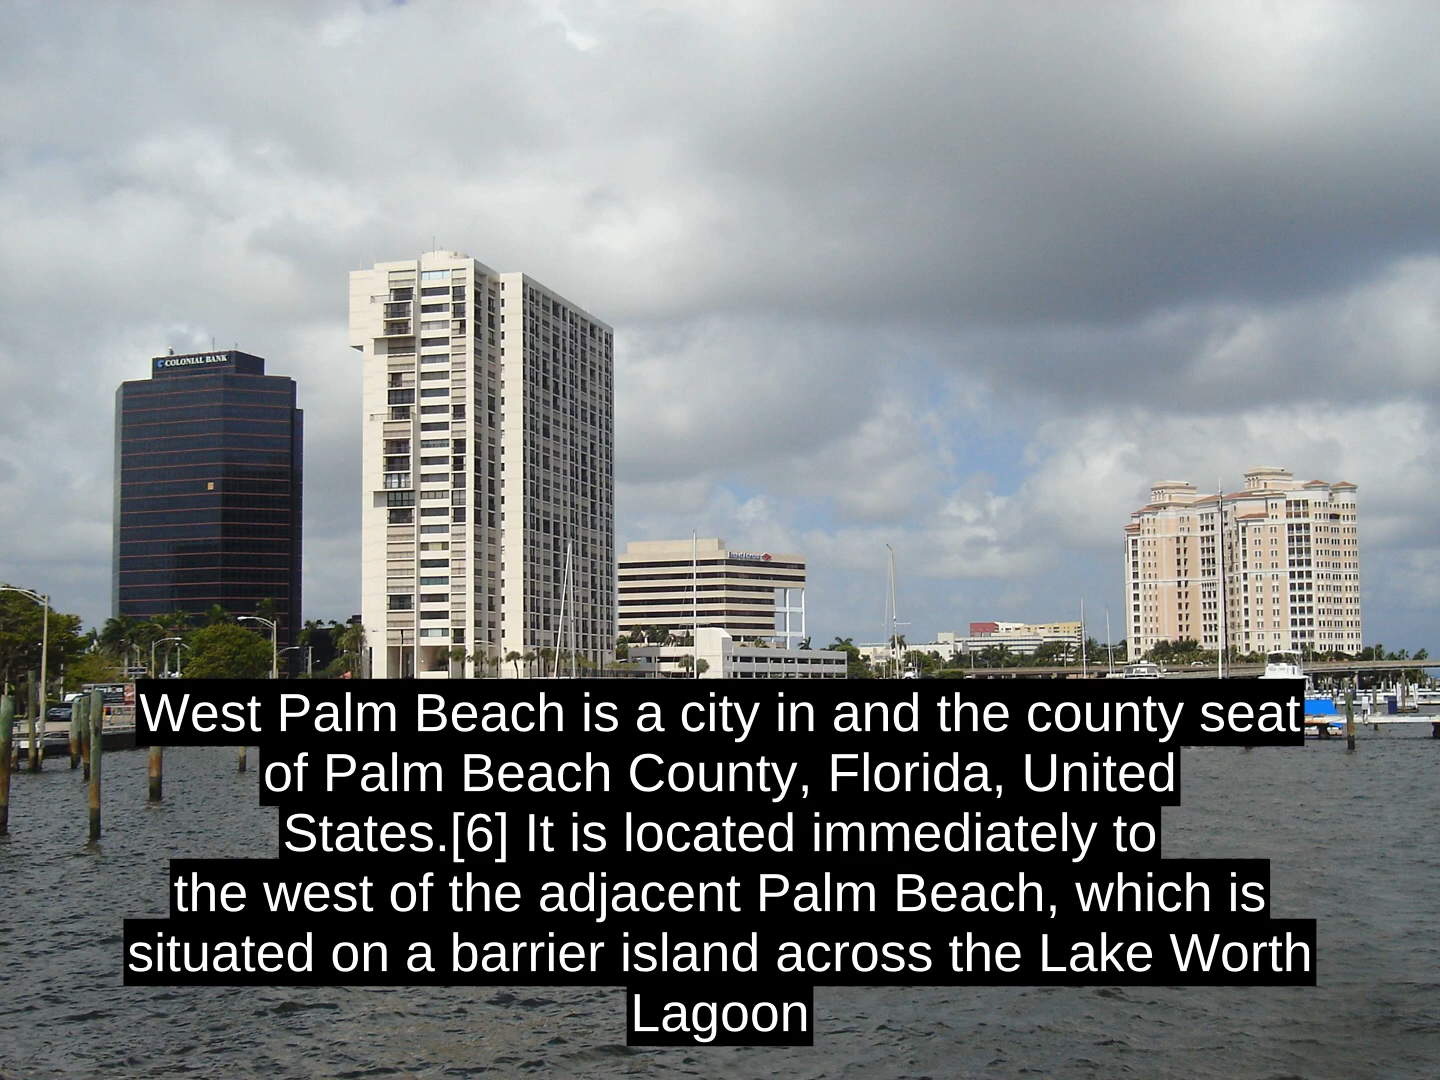 COLONIAL BANK
West Palm Beach is a city in and the county seat
of Palm Beach County, Florida, United
States.[6] It is located immediately to
the west of the adjacent Palm Beach, which is
situated on a barrier island across the Lake Worth
Lagoon